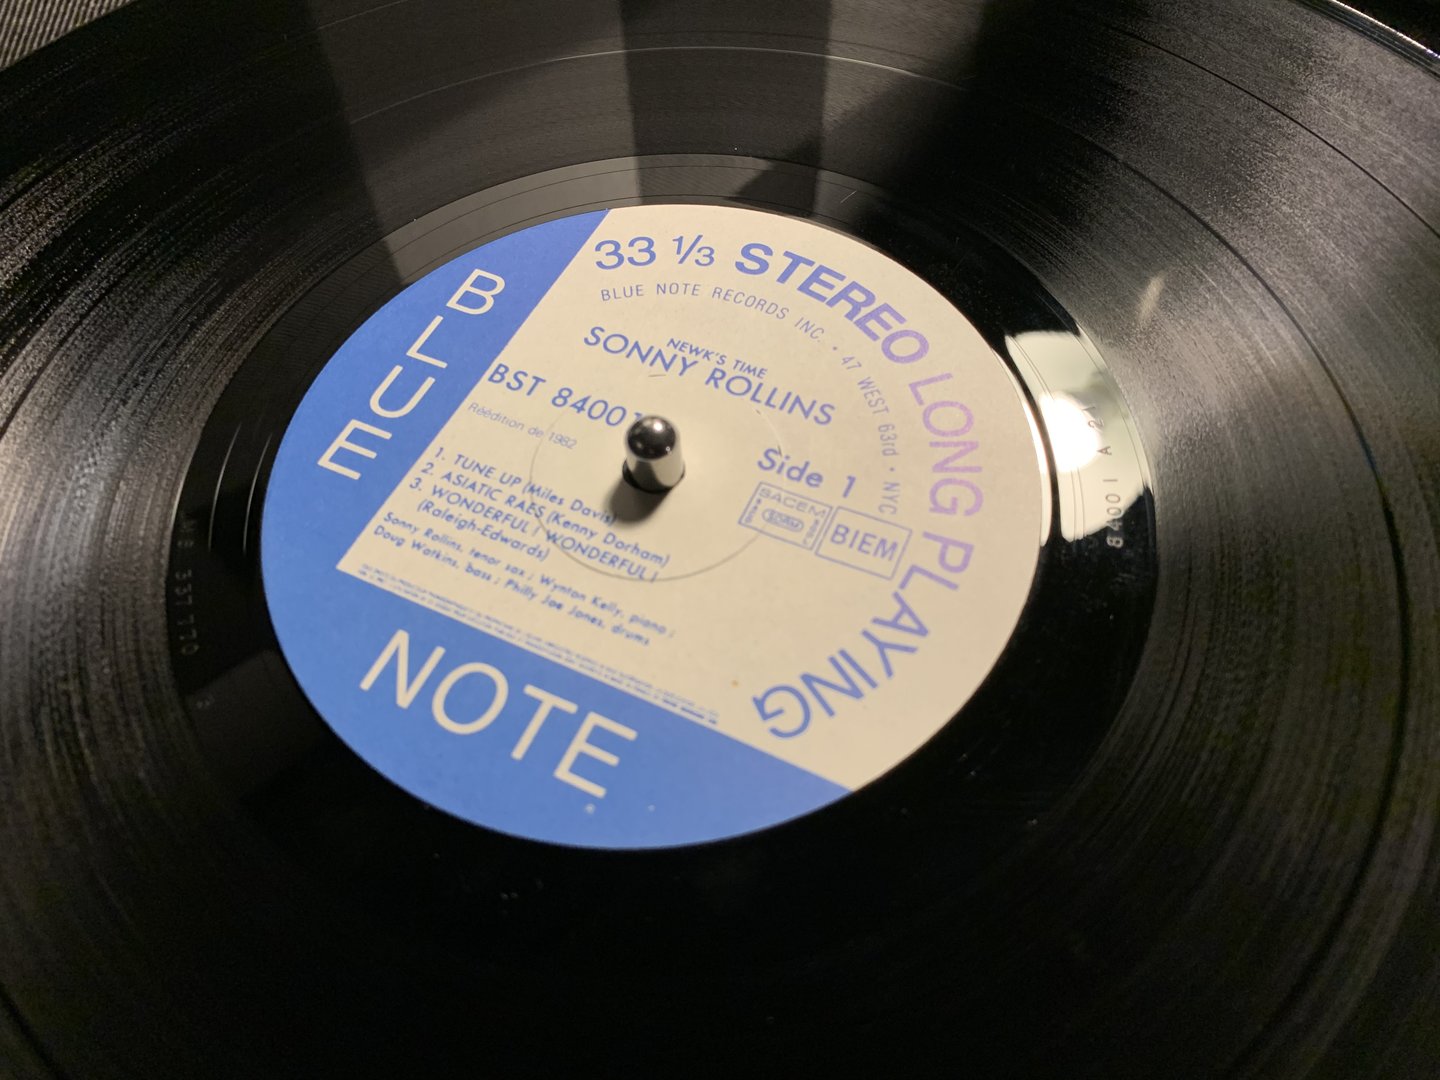 33 1/3 STEREO LONG PLAYING
BLUE NOTE RECORDS INC. • 47 WEST 63rd • NYC
NEWK'S TIME
SONNY ROLLINS
BST 84001
Réédition de 1982
Side 1
SACEM
BIEM
1. TUNE UP (Miles Davis)
2. ASIATIC RAES (Kenny Dorham)
3. WONDERFUL ! WONDERFUL !
(Raleigh-Edwards)
Sonny Rollins, tenor sax ; Wynton Kelly, piano ;
Doug Watkins, bass ; Philly Joe Jones, drums
BLUE
NOTE
84001 A